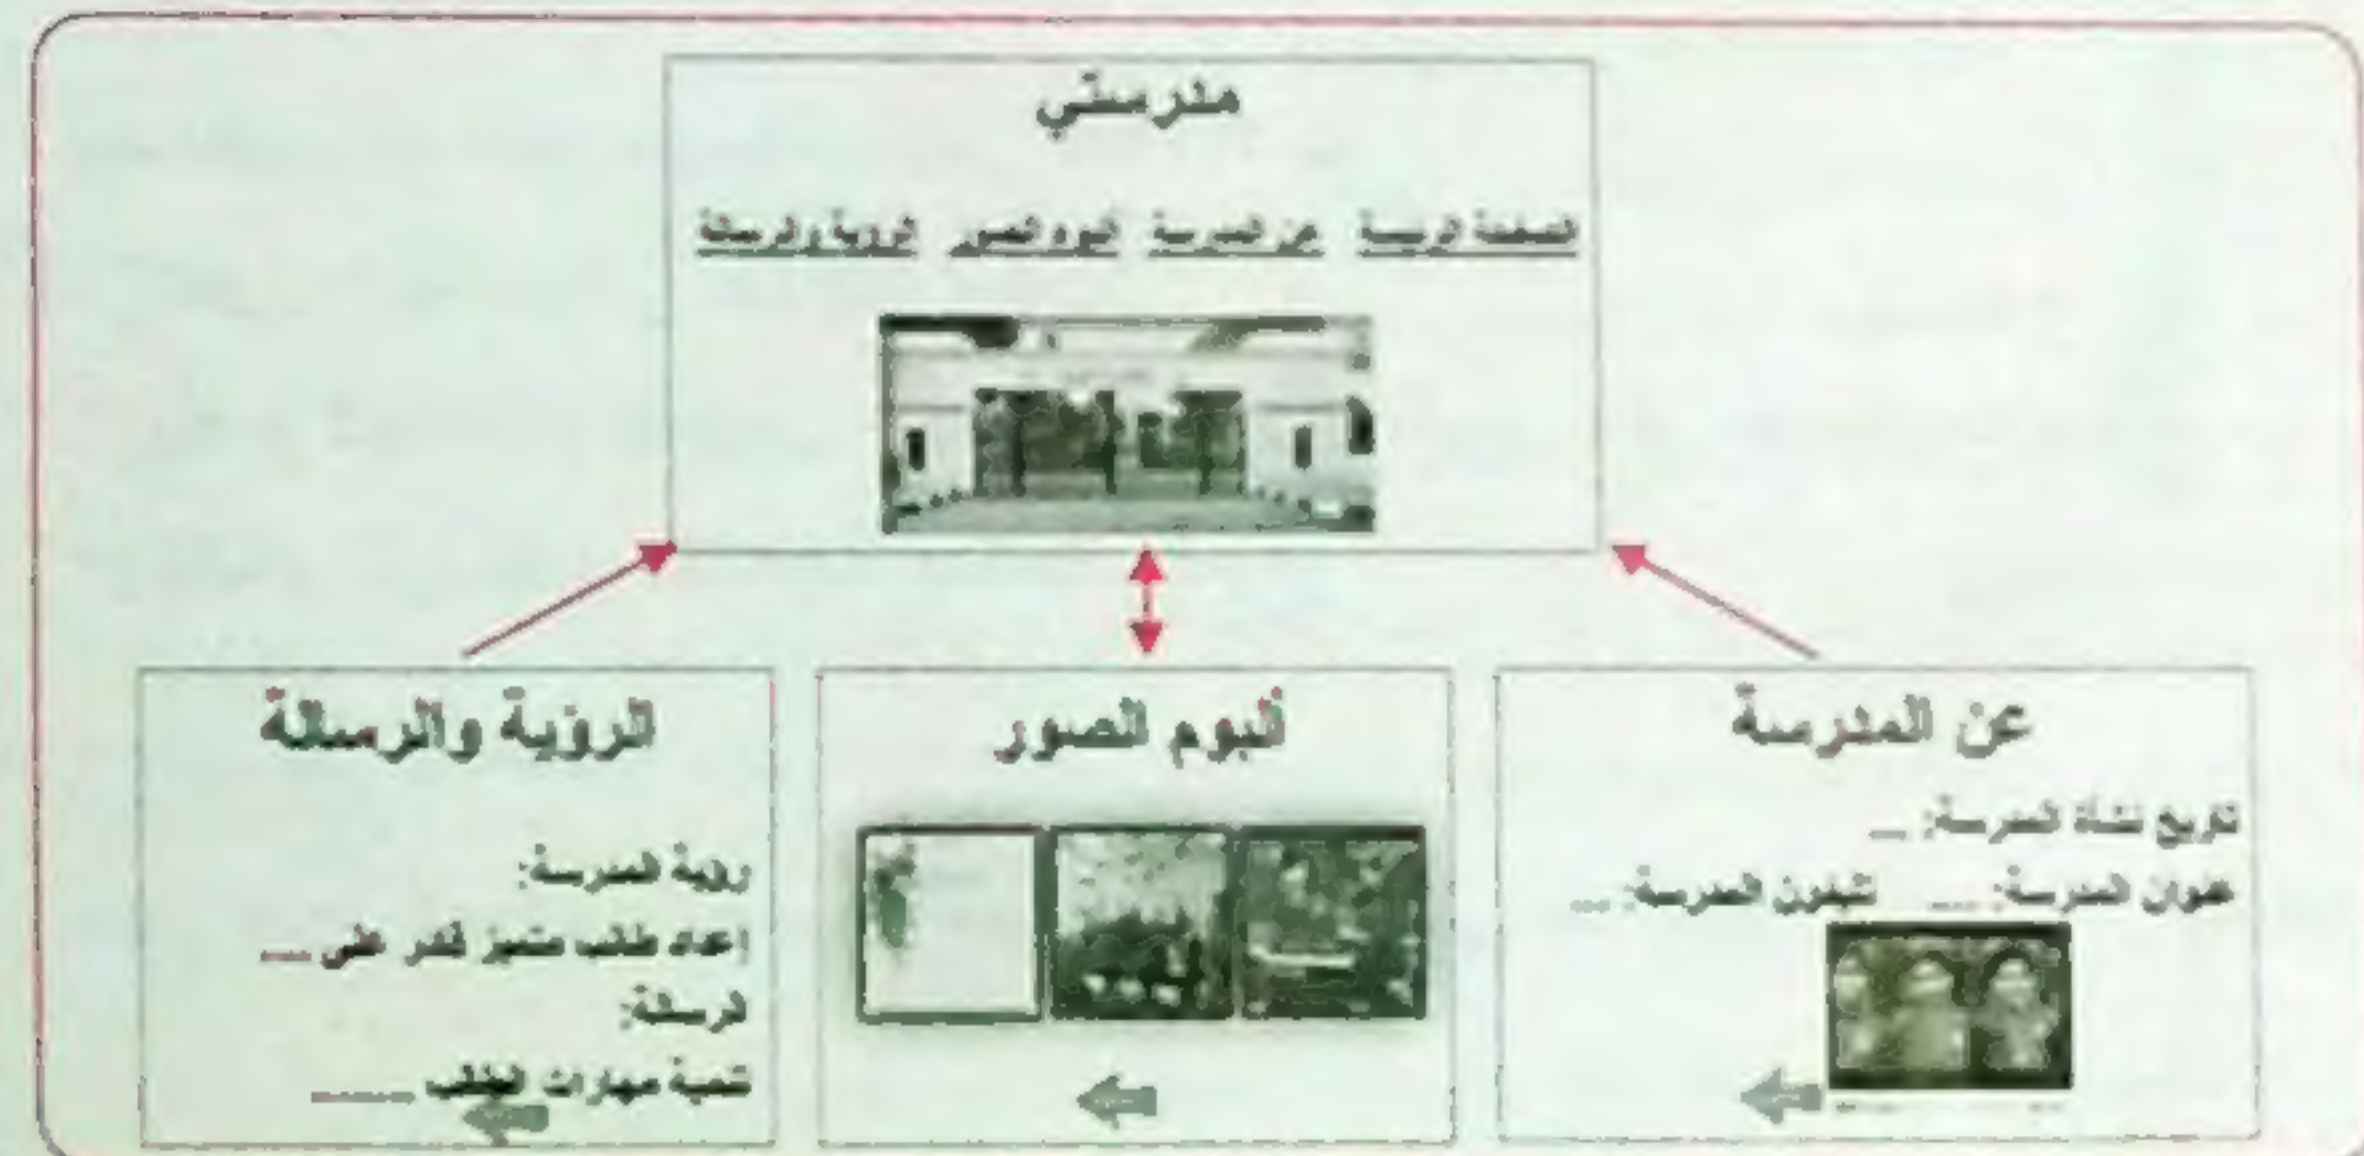 مدرستي
الصفحة الرئيسية عن المدرسة ألبوم الصور الرؤية والرسالة
عن المدرسة
تاريخ نشأة المدرسة: ...
عنوان المدرسة: .... تليفون المدرسة: ...
ألبوم الصور
الرؤية والرسالة
رؤية المدرسة:
إعداد طالب متميز قادر على ....
الرسالة:
تنمية مهارات الطالب ........